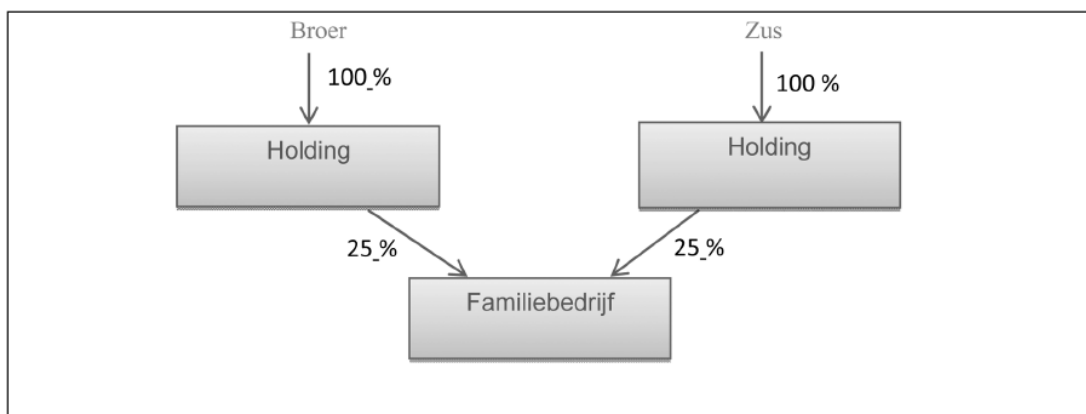 Broer Zus
100 % 100 %
Holding Holding
25 % 25 %
Familiebedrijf